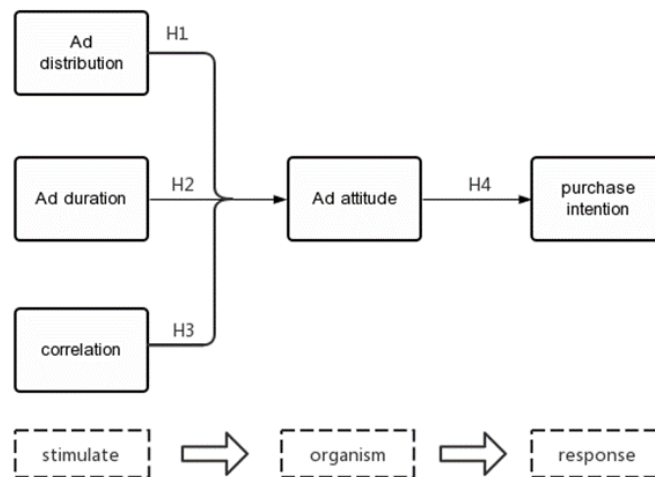 Ad
distribution
H1
Ad duration
H2
Ad attitude
H4
purchase
intention
correlation
H3
stimulate
organism
response